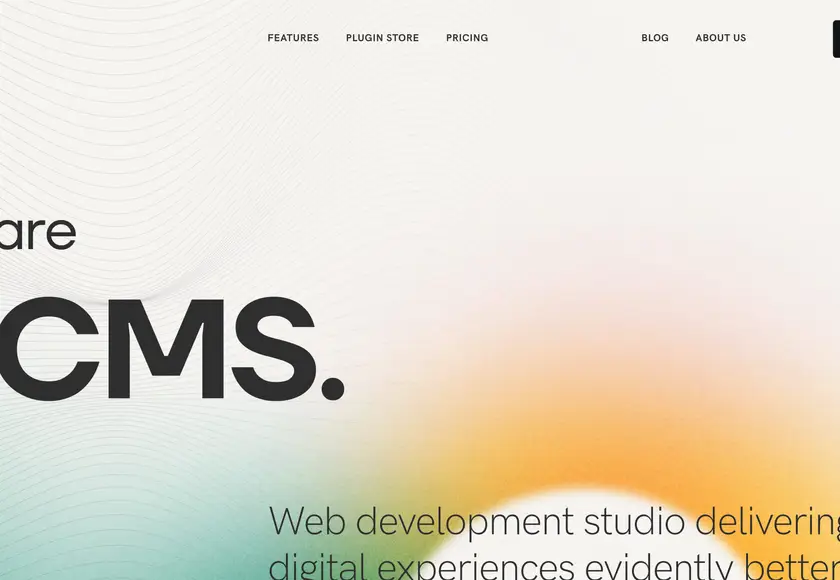 FEATURES PLUGIN STORE PRICING BLOG ABOUT US
are
CMS.
Web development studio delivering
digital experiences evidently better